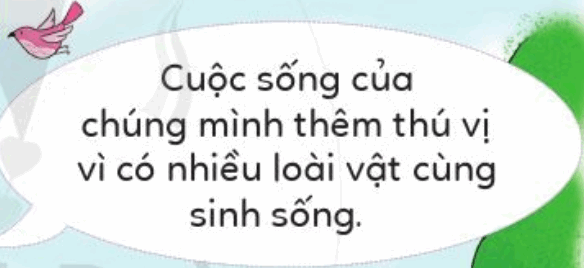 Cuộc sống của
chúng mình thêm thú vị
vì có nhiều loài vật cùng
sinh sống.